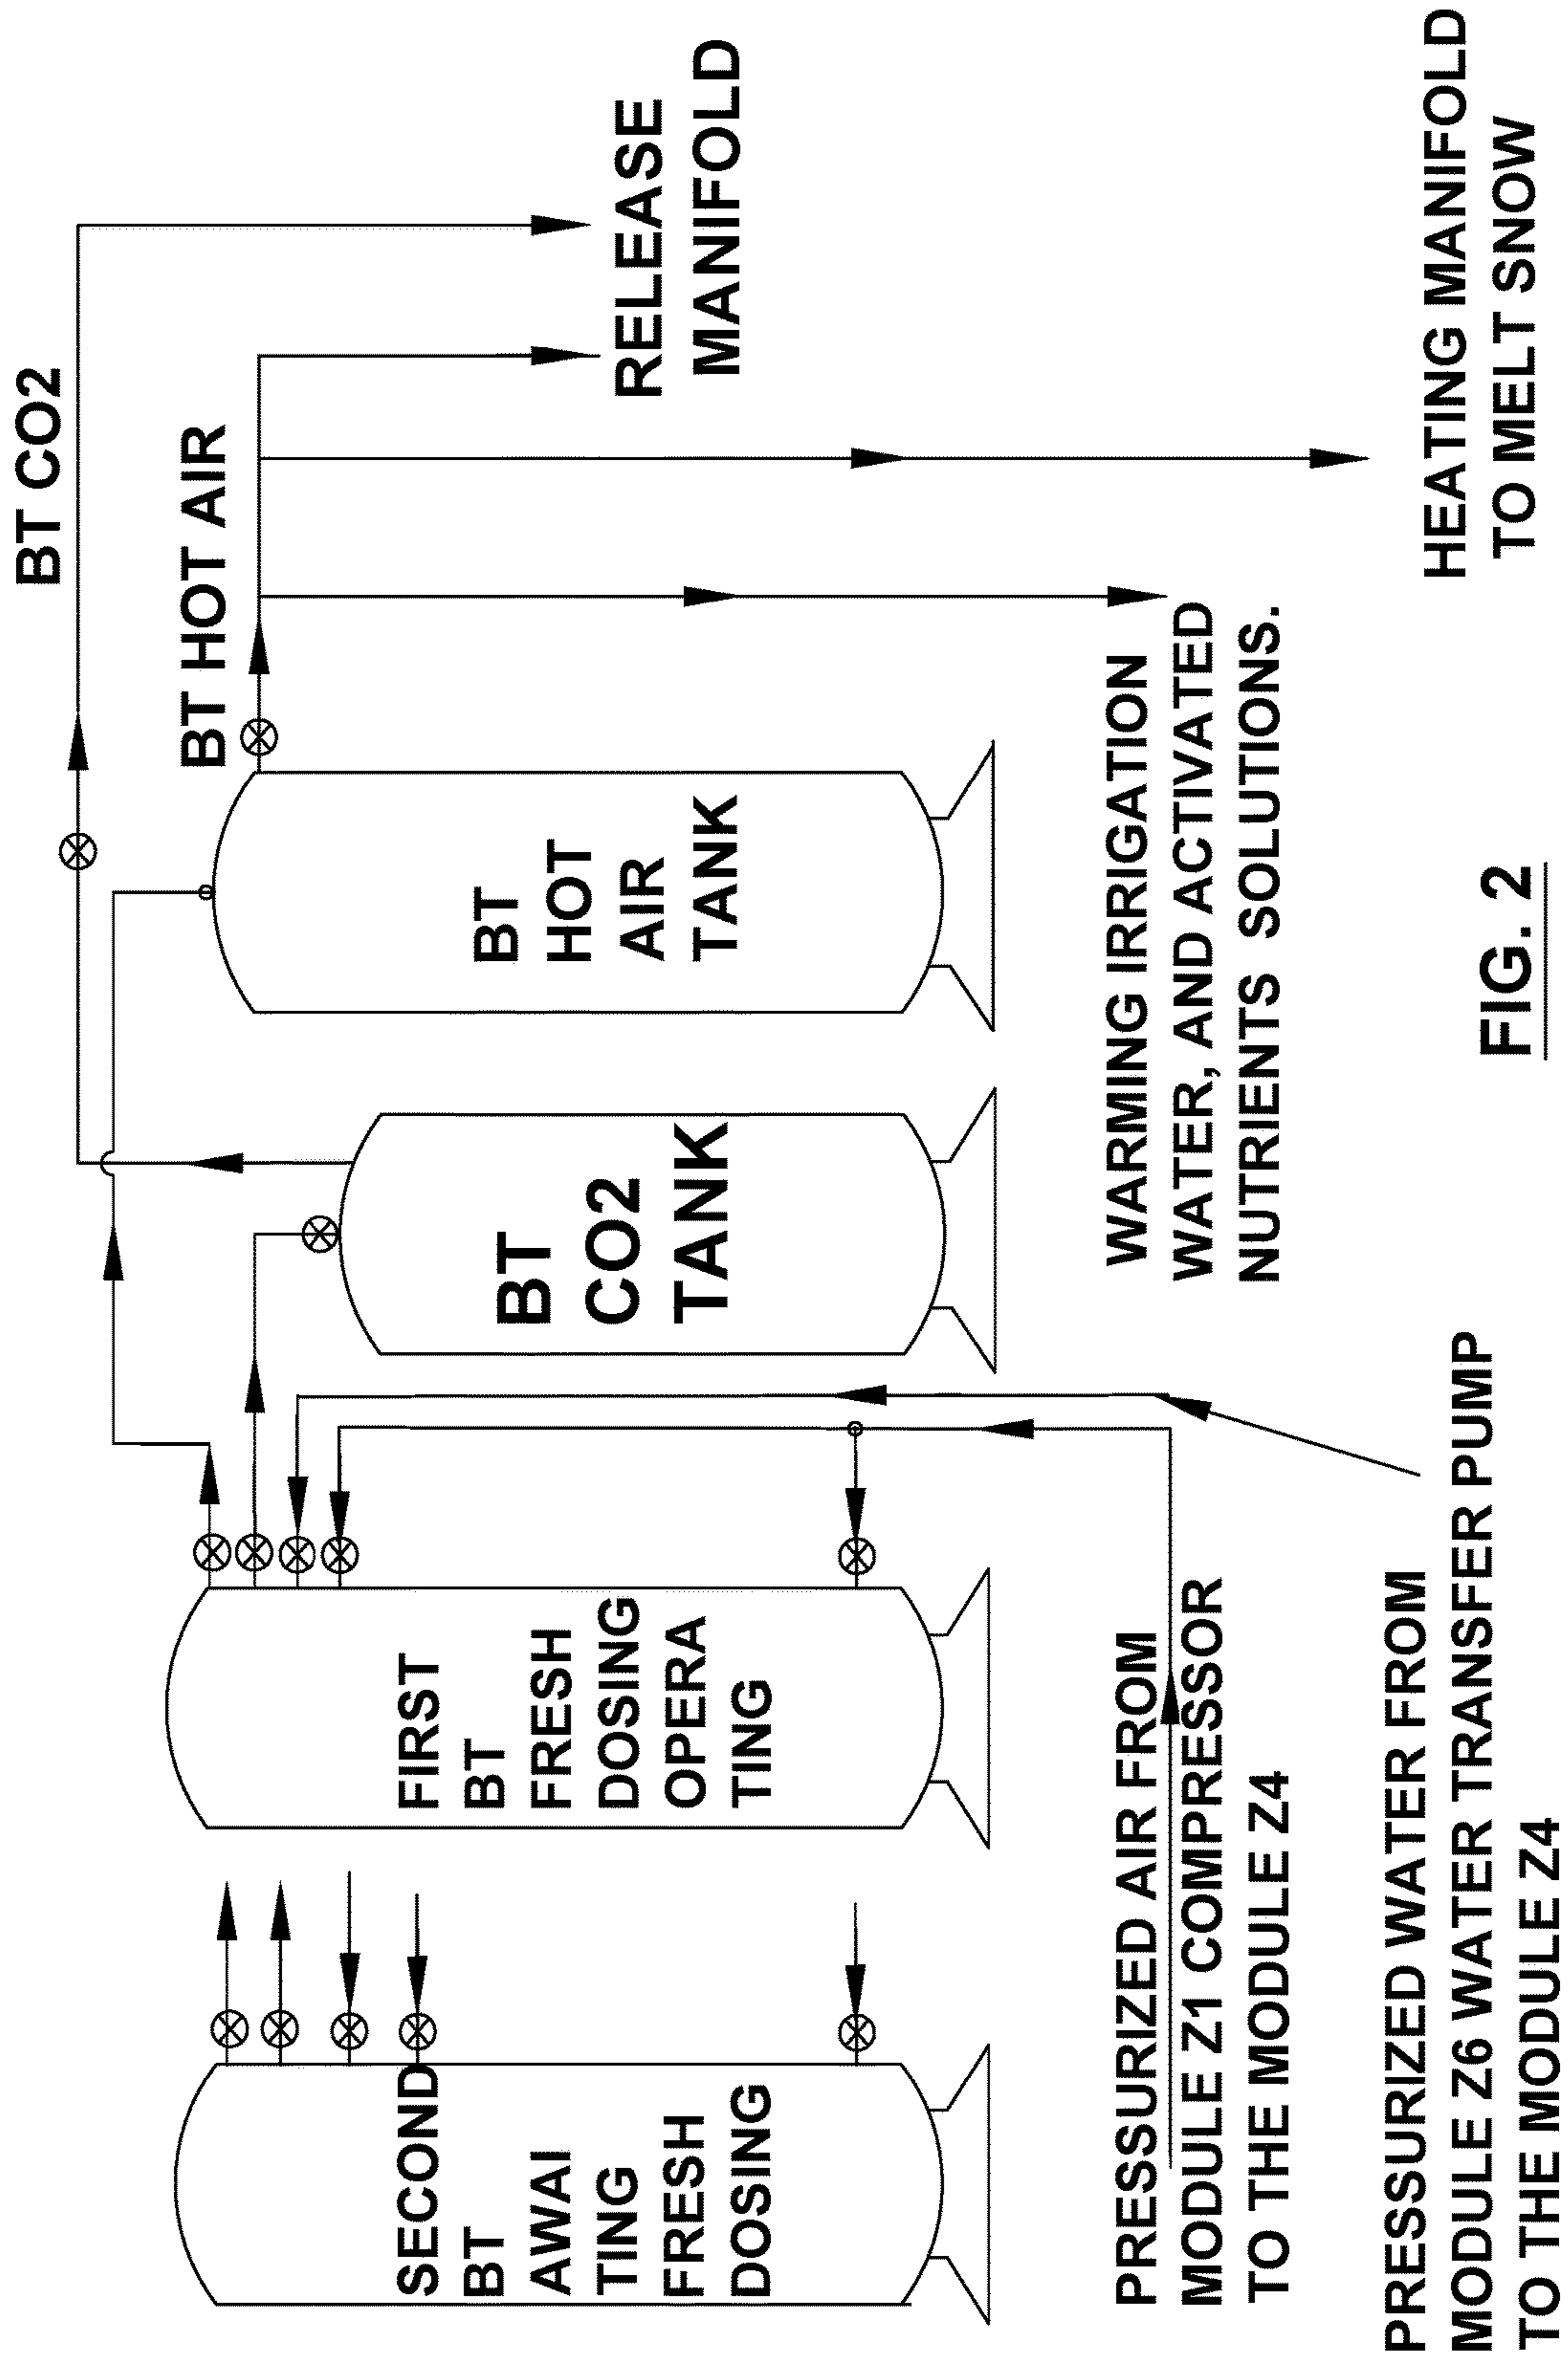 BT CO2
BT HOT AIR
RELEASE
MANIFOLD
SECOND
BT
AWAI
TING
FRESH
DOSING
FIRST
BT
FRESH
DOSING
OPERA
TING
BT
CO2
TANK
BT
HOT
AIR
TANK
PRESSURIZED AIR FROM
MODULE Z1 COMPRESSOR
TO THE MODULE Z4
WARMING IRRIGATION
WATER, AND ACTIVATED
NUTRIENTS SOLUTIONS.
HEATING MANIFOLD
TO MELT SNOW
PRESSURIZED WATER FROM
MODULE Z6 WATER TRANSFER PUMP
TO THE MODULE Z4
FIG. 2